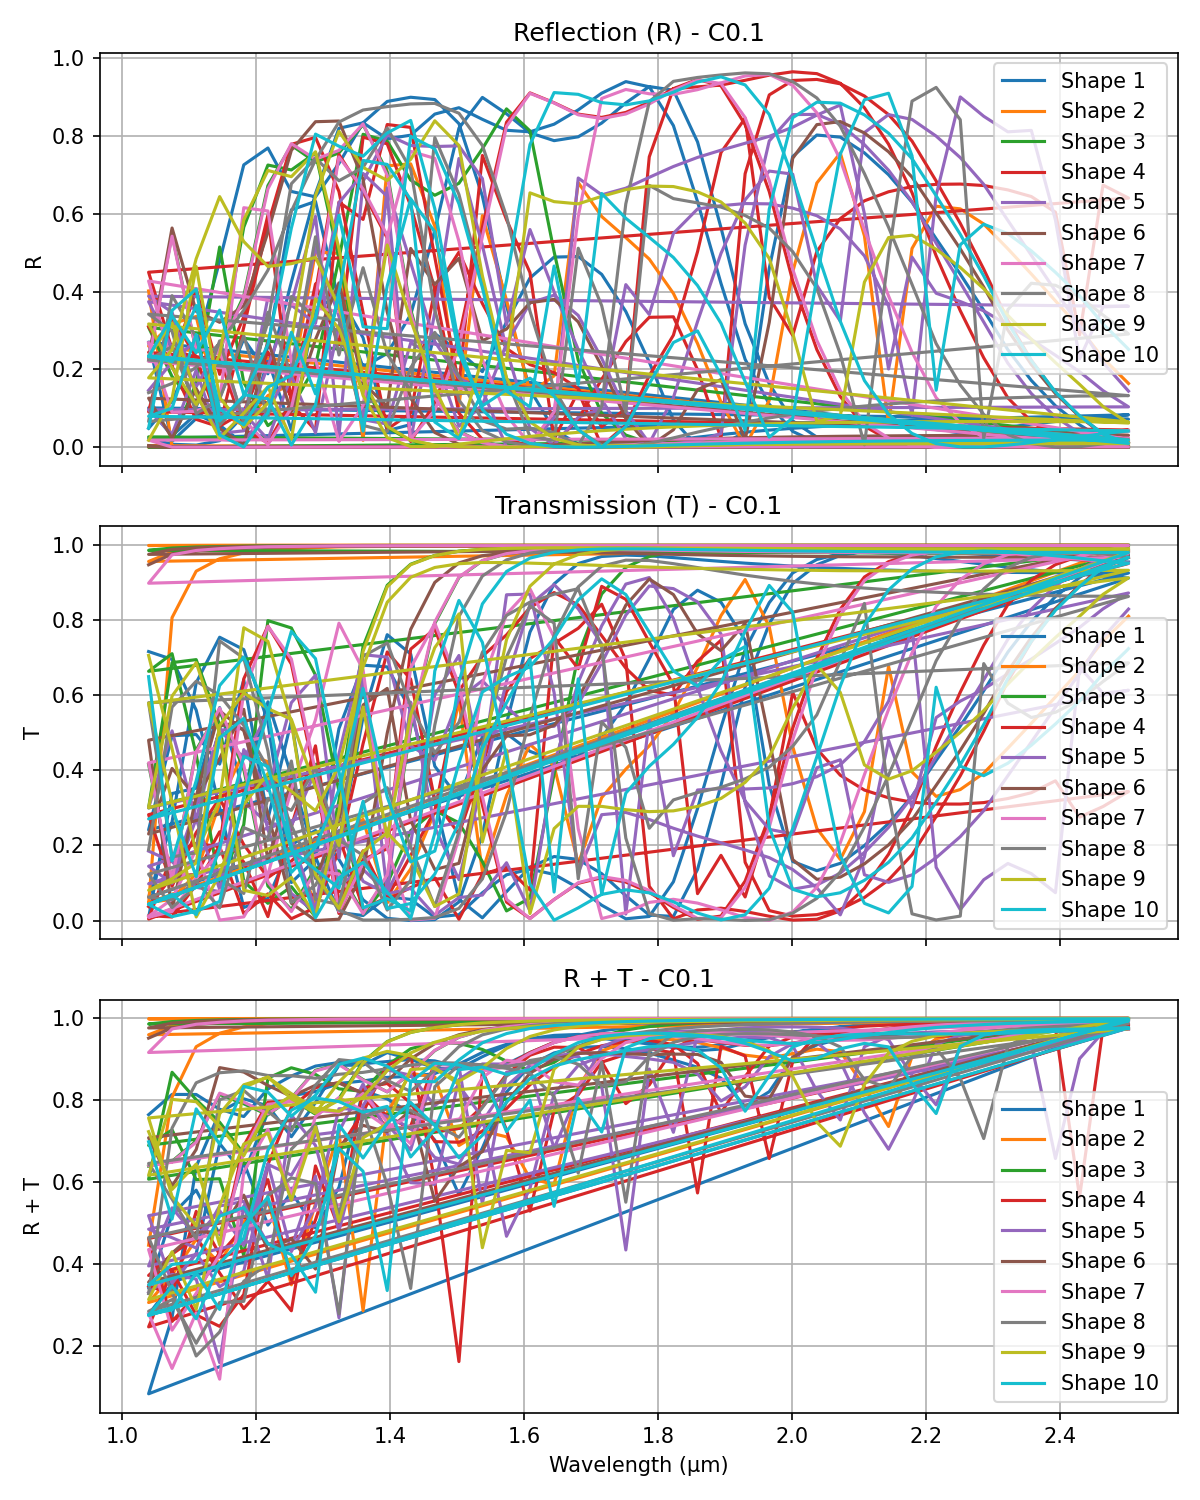 Reflection (R) - C0.1
1.0
0.8
0.6
0.4
0.2
0.0
R
Shape 1
Shape 2
Shape 3
Shape 4
Shape 5
Shape 6
Shape 7
Shape 8
Shape 9
Shape 10
Transmission (T) - C0.1
1.0
0.8
0.6
0.4
0.2
0.0
T
Shape 1
Shape 2
Shape 3
Shape 4
Shape 5
Shape 6
Shape 7
Shape 8
Shape 9
Shape 10
R + T - C0.1
1.0
0.8
0.6
0.4
0.2
R + T
Shape 1
Shape 2
Shape 3
Shape 4
Shape 5
Shape 6
Shape 7
Shape 8
Shape 9
Shape 10
1.0 1.2 1.4 1.6 1.8 2.0 2.2 2.4
Wavelength (μm)